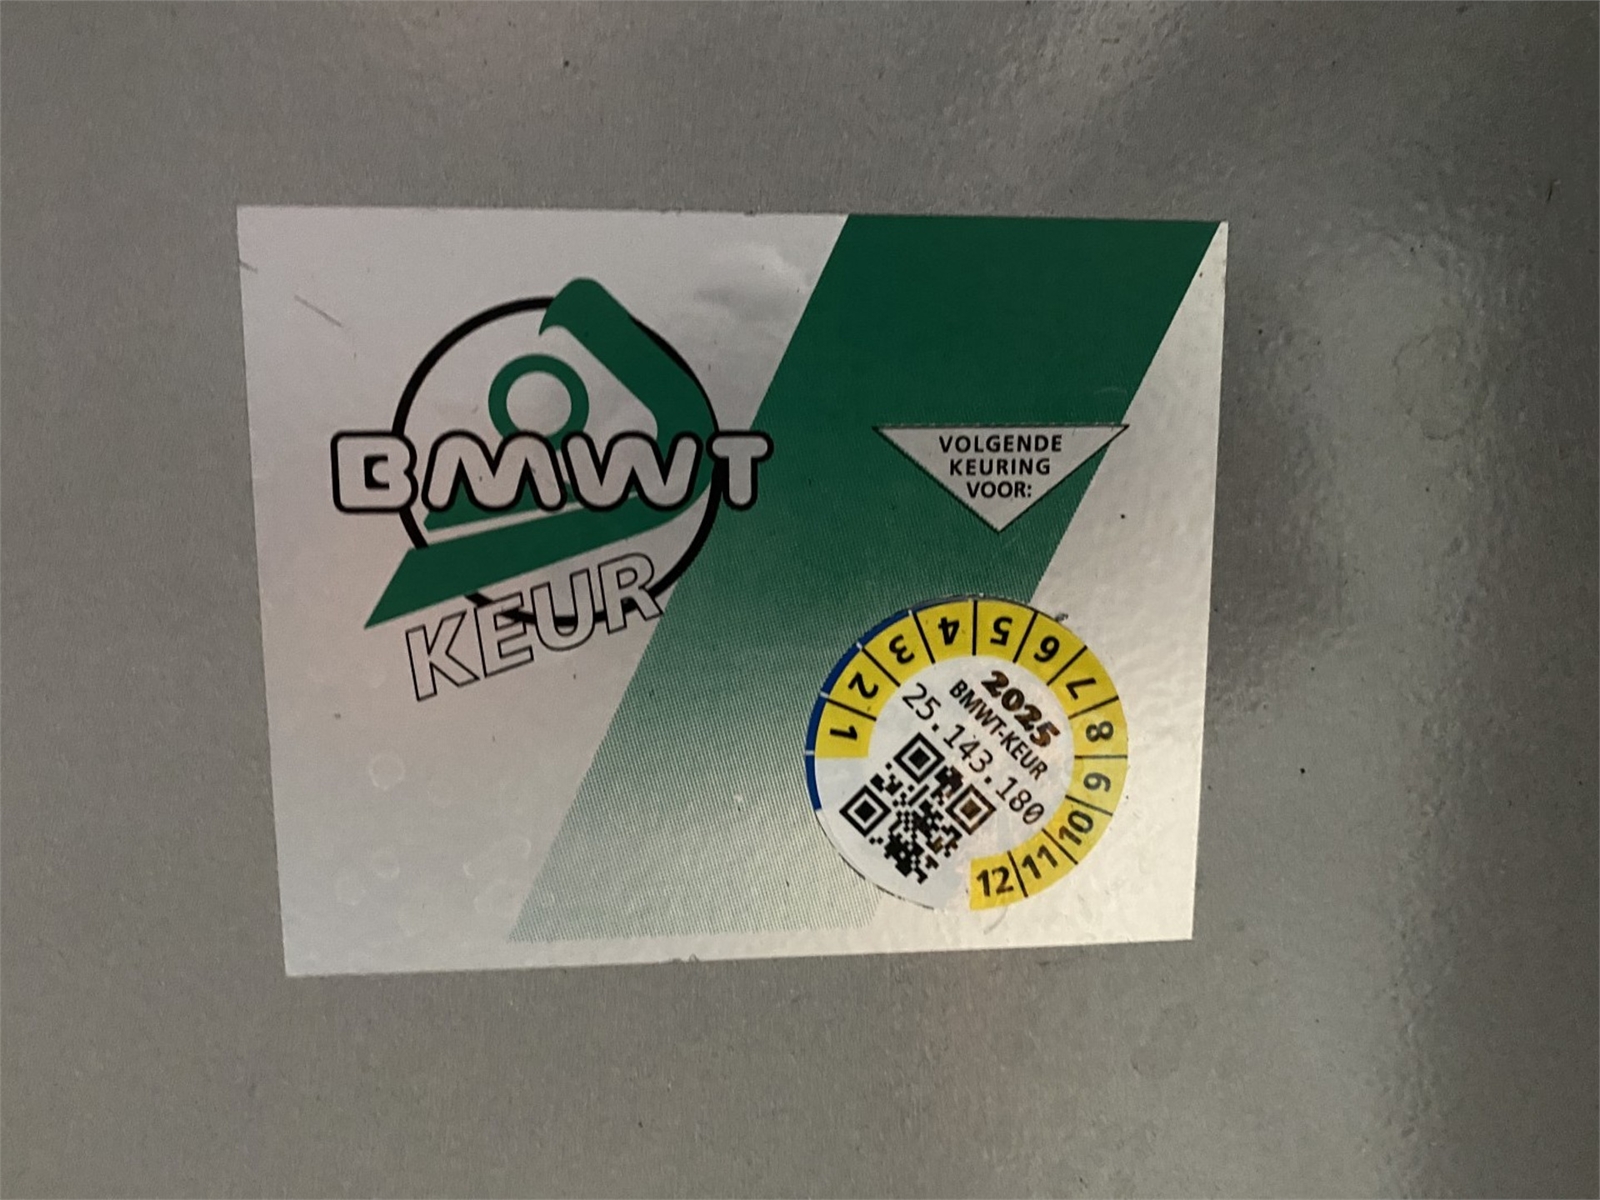 BMWT
KEUR
VOLGENDE
KEURING
VOOR:
1 2 3 4 5 6 7 8 9 10 11 12
2025
BMWT-KEUR
25.143.180